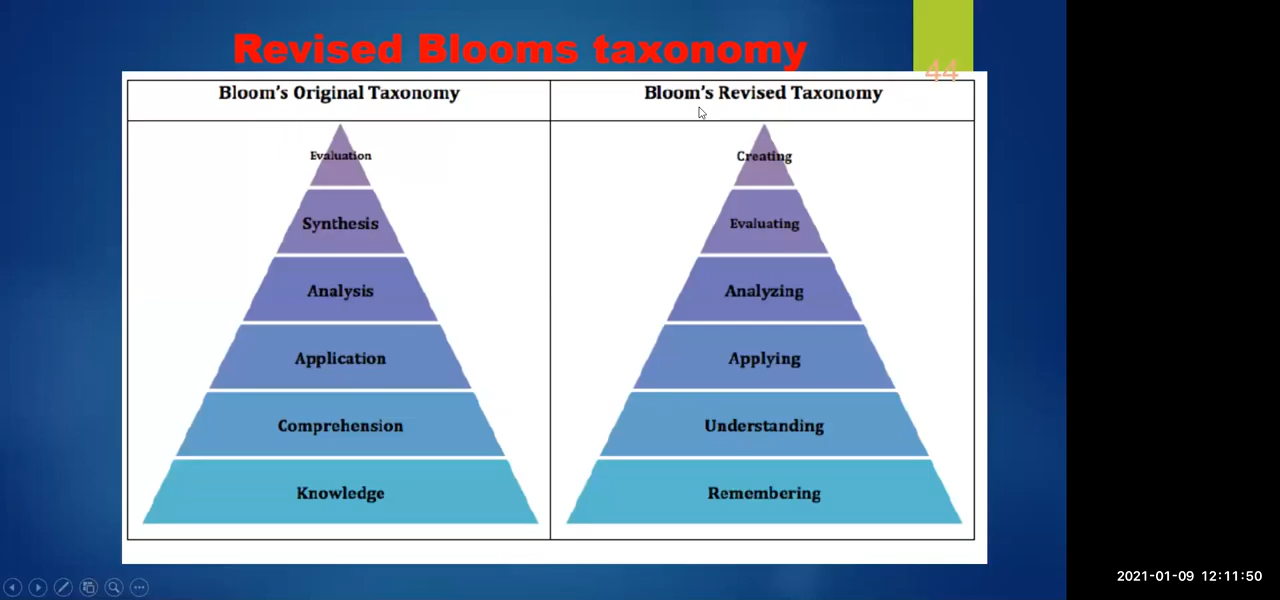 Revised Blooms taxonomy
44
Bloom's Original Taxonomy
Bloom's Revised Taxonomy
Evaluation
Synthesis
Analysis
Application
Comprehension
Knowledge
Creating
Evaluating
Analyzing
Applying
Understanding
Remembering
2021-01-09 12:11:50